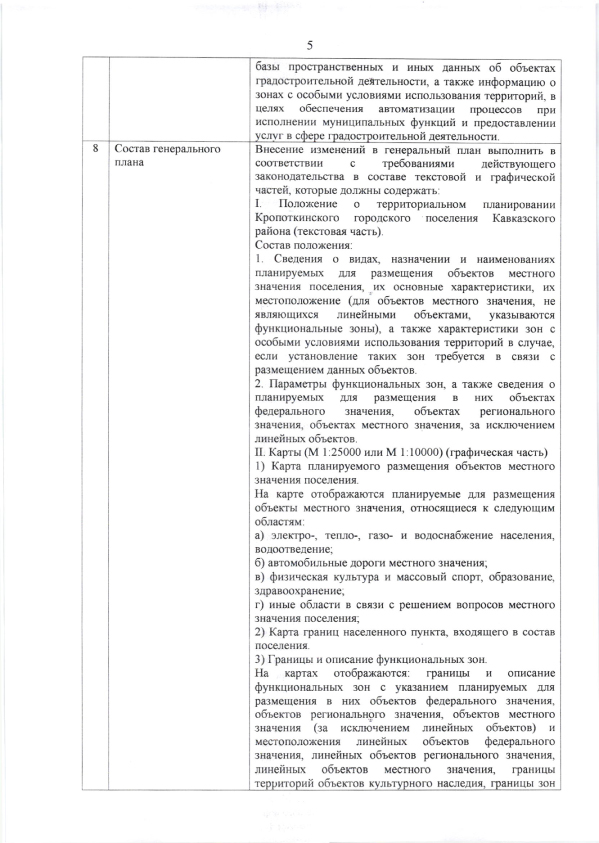 5
базы пространственных и иных данных об объектах
градостроительной деятельности, а также информацию о
зонах с особыми условиями использования территорий, в
целях обеспечения автоматизации процессов при
исполнении муниципальных функций и предоставлении
услуг в сфере градостроительной деятельности.
8
Состав генерального
плана
Внесение изменений в генеральный план выполнить в
соответствии с требованиями действующего
законодательства в составе текстовой и графической
частей, которые должны содержать:
I. Положение о территориальном планировании
Кропоткинского городского поселения Кавказского
района (текстовая часть).
Состав положения:
1. Сведения о видах, назначении и наименованиях
планируемых для размещения объектов местного
значения поселения, их основные характеристики, их
местоположение (для объектов местного значения, не
являющихся линейными объектами, указываются
функциональные зоны), а также характеристики зон с
особыми условиями использования территорий в случае,
если установление таких зон требуется в связи с
размещением данных объектов.
2. Параметры функциональных зон, а также сведения о
планируемых для размещения в них объектах
федерального значения, объектах регионального
значения, объектах местного значения, за исключением
линейных объектов.
II. Карты (М 1:25000 или М 1:10000) (графическая часть)
1) Карта планируемого размещения объектов местного
значения поселения.
На карте отображаются планируемые для размещения
объекты местного значения, относящиеся к следующим
областям:
а) электро-, тепло-, газо- и водоснабжение населения,
водоотведение;
б) автомобильные дороги местного значения;
в) физическая культура и массовый спорт, образование,
здравоохранение;
г) иные области в связи с решением вопросов местного
значения поселения;
2) Карта границ населенного пункта, входящего в состав
поселения.
3) Границы и описание функциональных зон.
На картах отображаются: границы и описание
функциональных зон с указанием планируемых для
размещения в них объектов федерального значения,
объектов регионального значения, объектов местного
значения (за исключением линейных объектов) и
местоположения линейных объектов федерального
значения, линейных объектов регионального значения,
линейных объектов местного значения, границы
территорий объектов культурного наследия, границы зон